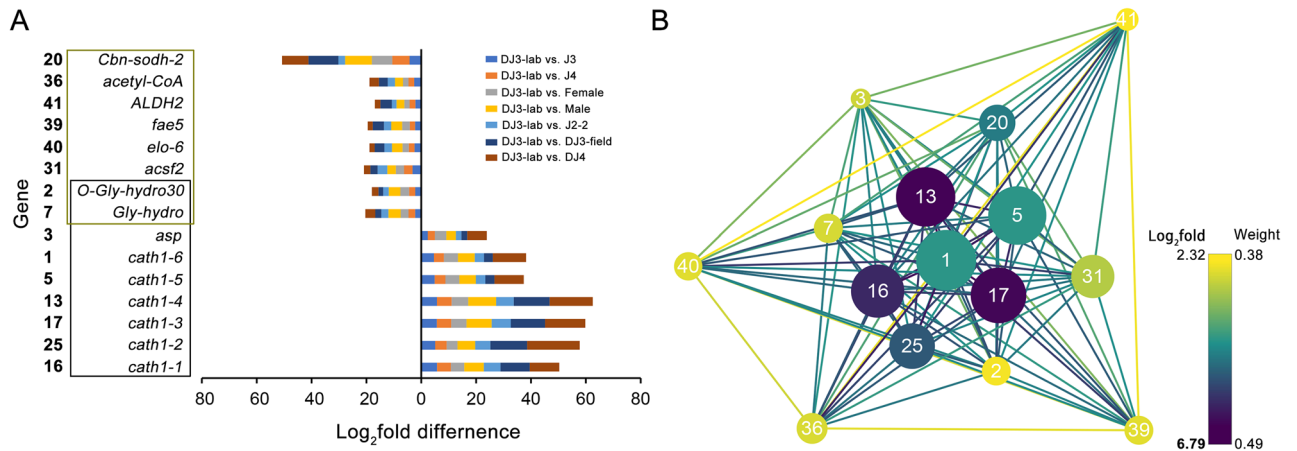 A
Gene
20 Cbn-sodh-2
36 acetyl-CoA
41 ALDH2
39 fae5
40 elo-6
31 acsf2
2 O-Gly-hydro30
7 Gly-hydro
3 asp
1 cath1-6
5 cath1-5
13 cath1-4
17 cath1-3
25 cath1-2
16 cath1-1
DJ3-lab vs. J3
DJ3-lab vs. J4
DJ3-lab vs. Female
DJ3-lab vs. Male
DJ3-lab vs. J2-2
DJ3-lab vs. DJ3-field
DJ3-lab vs. DJ4
80 60 40 20 0 20 40 60 80
Log2fold differnence
B
41
3
20
13
5
7
40
1
31
16
17
25
2
36
39
Log2fold Weight
2.32 0.38
6.79 0.49